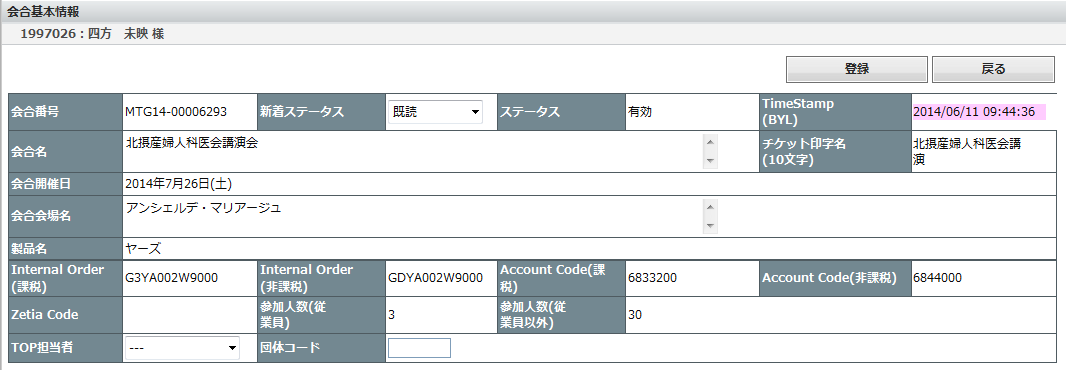 会合基本情報
1997026：四方　未映 様
登録 戻る
会合番号 MTG14-00006293 新着ステータス 既読 ステータス 有効 TimeStamp
(BYL) 2014/06/11 09:44:36
会合名 北摂産婦人科医会講演会 チケット印字名
(10文字) 北摂産婦人科医会講
演
会合開催日 2014年7月26日(土)
会合会場名 アンシェルデ・マリアージュ
製品名 ヤーズ
Internal Order
(課税) G3YA002W9000 Internal Order
(非課税) GDYA002W9000 Account Code(課
税) 6833200 Account Code(非課税) 6844000
Zetia Code 参加人数(従
業員) 3 参加人数(従
業員以外) 30
TOP担当者 --- 団体コード